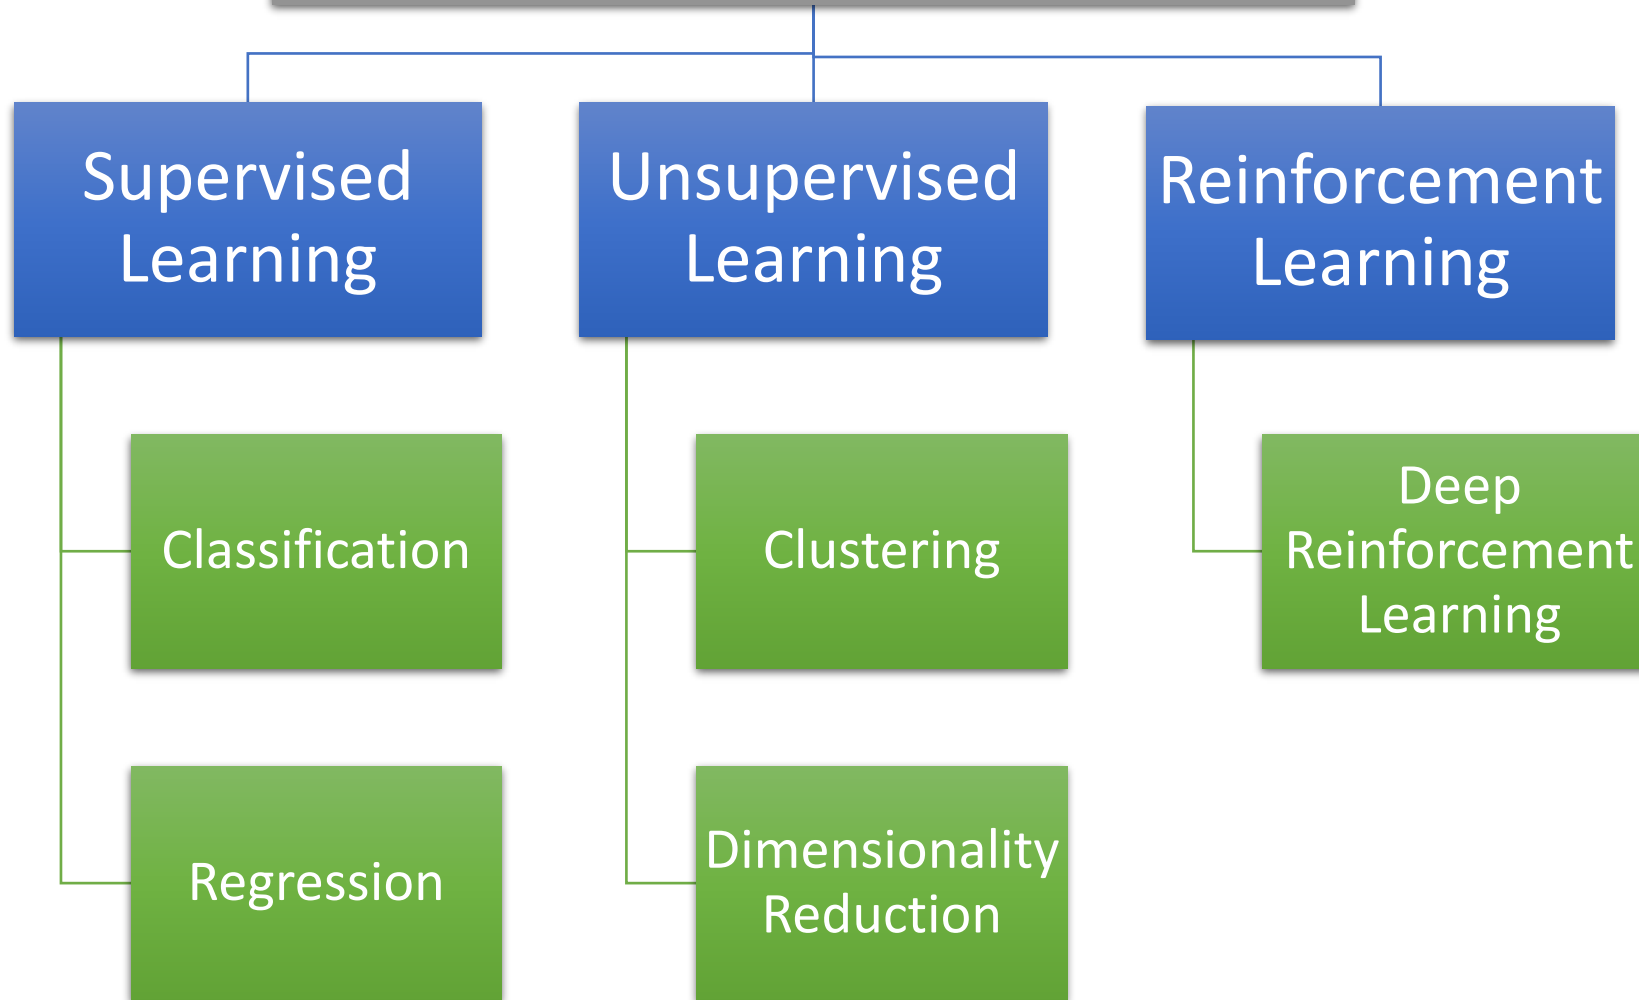 Supervised
Learning
Unsupervised
Learning
Reinforcement
Learning
Classification
Clustering
Deep
Reinforcement
Learning
Regression
Dimensionality
Reduction